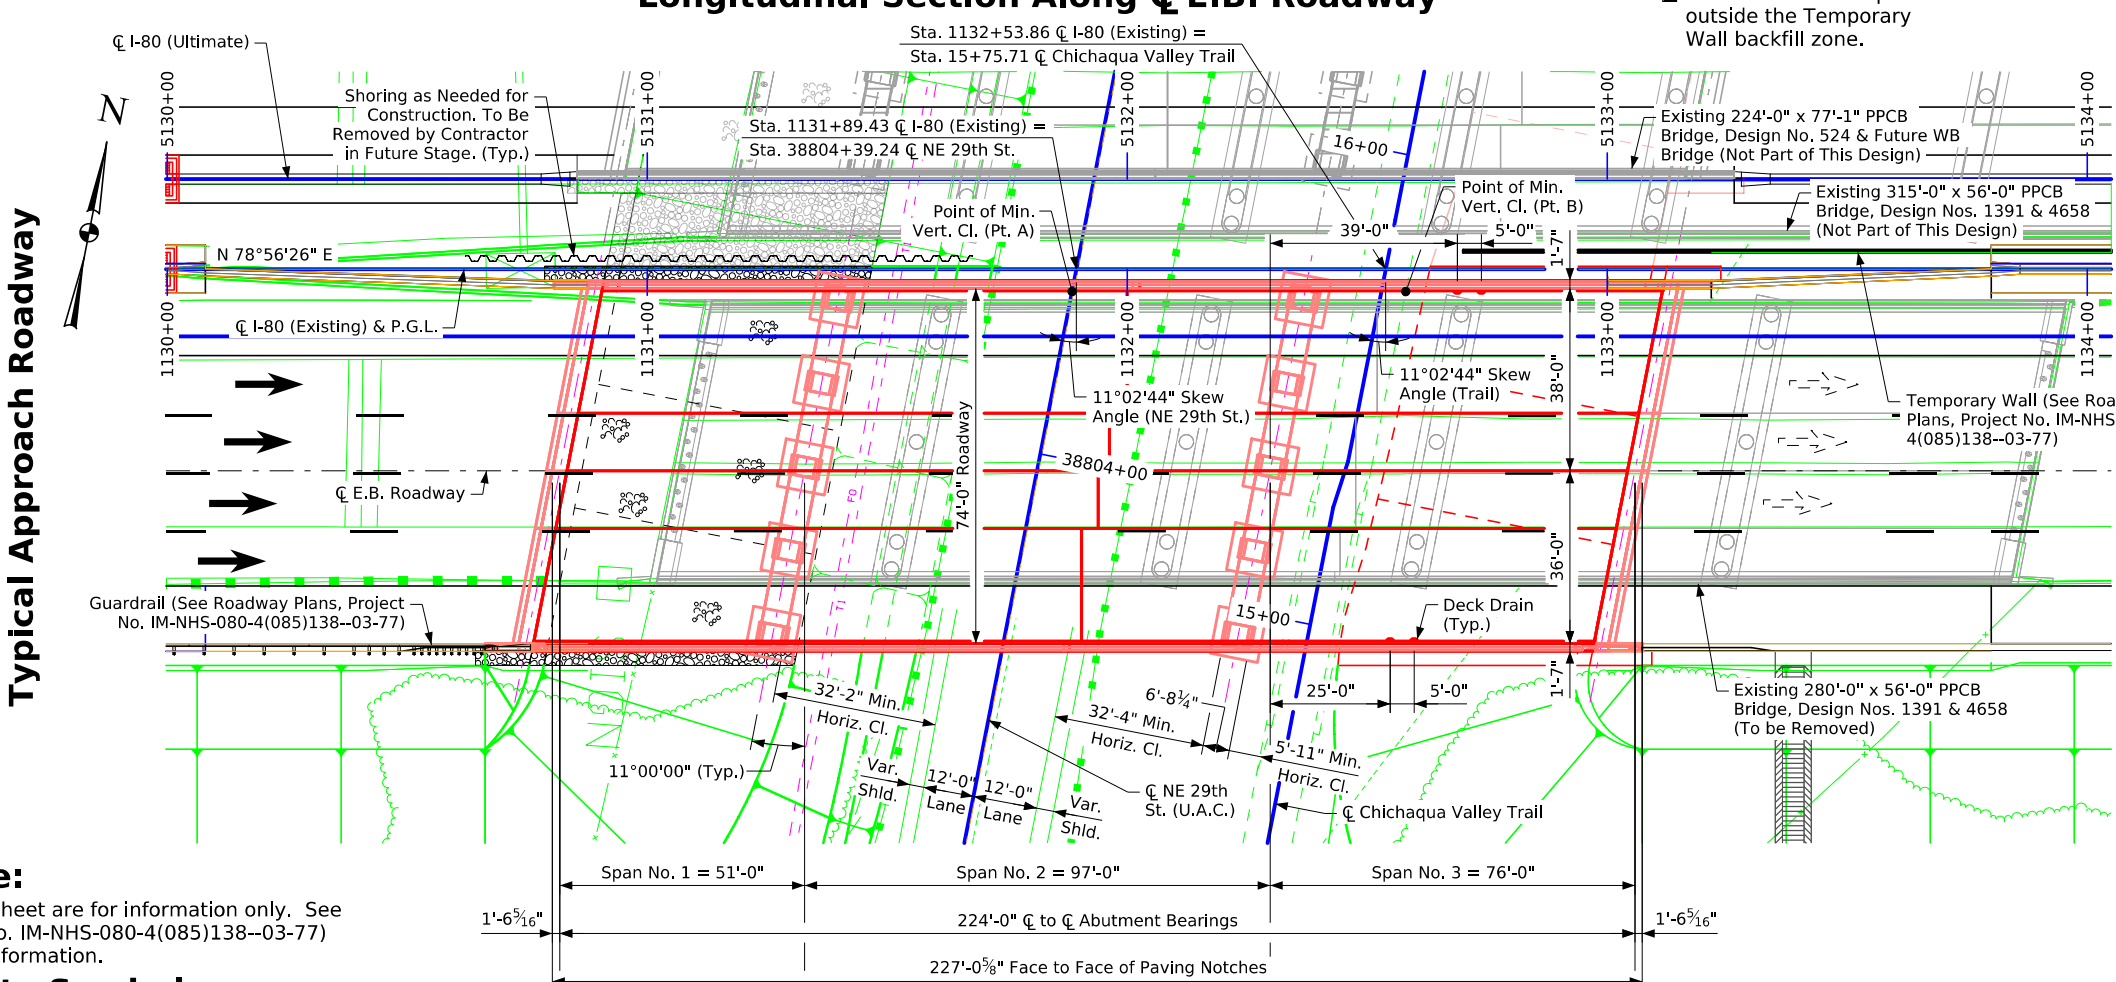 Longitudinal Section Along ℄ E.B. Roadway
outside the Temporary
Wall backfill zone.
℄ I-80 (Ultimate)
Sta. 1132+53.86 ℄ I-80 (Existing) =
Sta. 15+75.71 ℄ Chichaqua Valley Trail
N
5130+00
5131+00
5132+00
5133+00
5134+00
Shoring as Needed for
Construction. To Be
Removed by Contractor
in Future Stage. (Typ.)
Sta. 1131+89.43 ℄ I-80 (Existing) =
Sta. 38804+39.24 ℄ NE 29th St.
16+00
Existing 224'-0" x 77'-1" PPCB
Bridge, Design No. 524 & Future WB
Bridge (Not Part of This Design)
Point of Min.
Vert. Cl. (Pt. A)
Point of Min.
Vert. Cl. (Pt. B)
Existing 315'-0" x 56'-0" PPCB
Bridge, Design Nos. 1391 & 4658
(Not Part of This Design)
39'-0"
5'-0"
1'-7"
N 78°56'26" E
Typical Approach Roadway
℄ I-80 (Existing) & P.G.L.
1130+00
1131+00
1132+00
1133+00
1134+00
11°02'44" Skew
Angle (NE 29th St.)
11°02'44" Skew
Angle (Trail)
38'-0"
Temporary Wall (See Roa
Plans, Project No. IM-NHS
4(085)138--03-77)
38804+00
74'-0" Roadway
℄ E.B. Roadway
F0
36'-0"
Guardrail (See Roadway Plans, Project
No. IM-NHS-080-4(085)138--03-77)
T1
15+00
Deck Drain
(Typ.)
1'-7"
32'-2" Min.
Horiz. Cl.
6'-8¼"
32'-4" Min.
Horiz. Cl.
25'-0"
5'-0"
Existing 280'-0" x 56'-0" PPCB
Bridge, Design Nos. 1391 & 4658
(To be Removed)
5'-11" Min.
Horiz. Cl.
11°00'00" (Typ.)
Var.
Shld.
12'-0"
Lane
12'-0"
Lane
Var.
Shld.
℄ NE 29th
St. (U.A.C.)
℄ Chichaqua Valley Trail
Span No. 1 = 51'-0"
Span No. 2 = 97'-0"
Span No. 3 = 76'-0"
e:
heet are for information only. See
o. IM-NHS-080-4(085)138--03-77)
formation.
1'-6⁵⁄₁₆"
224'-0" ℄ to ℄ Abutment Bearings
1'-6⁵⁄₁₆"
227'-0⅝" Face to Face of Paving Notches